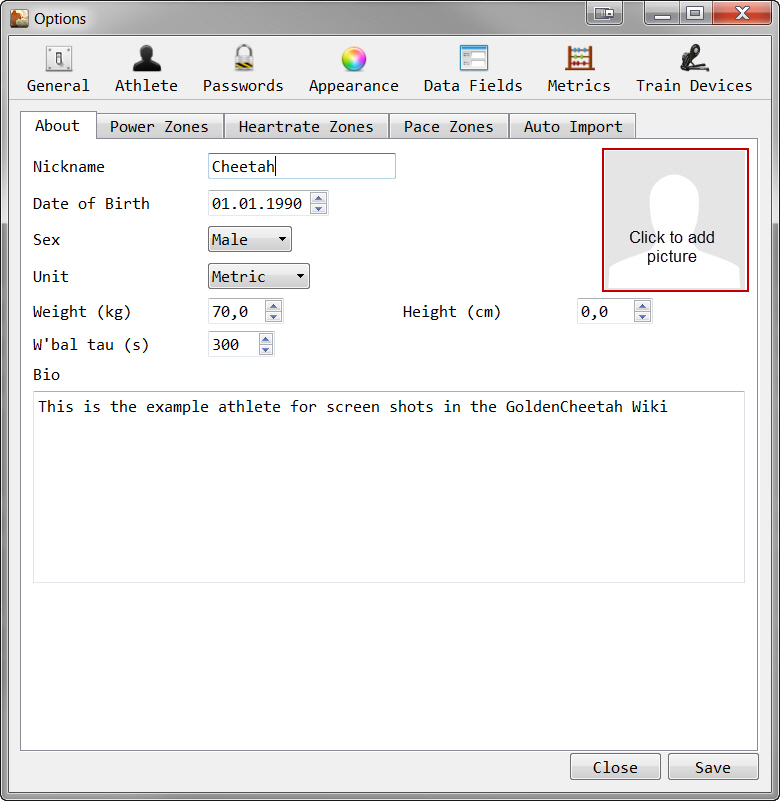 Options
General Athlete Passwords Appearance Data Fields Metrics Train Devices
About Power Zones Heartrate Zones Pace Zones Auto Import
Nickname Cheetah
Date of Birth 01.01.1990
Sex Male
Unit Metric
Click to add
picture
Weight (kg) 70,0 Height (cm) 0,0
W'bal tau (s) 300
Bio
This is the example athlete for screen shots in the GoldenCheetah Wiki
Close Save